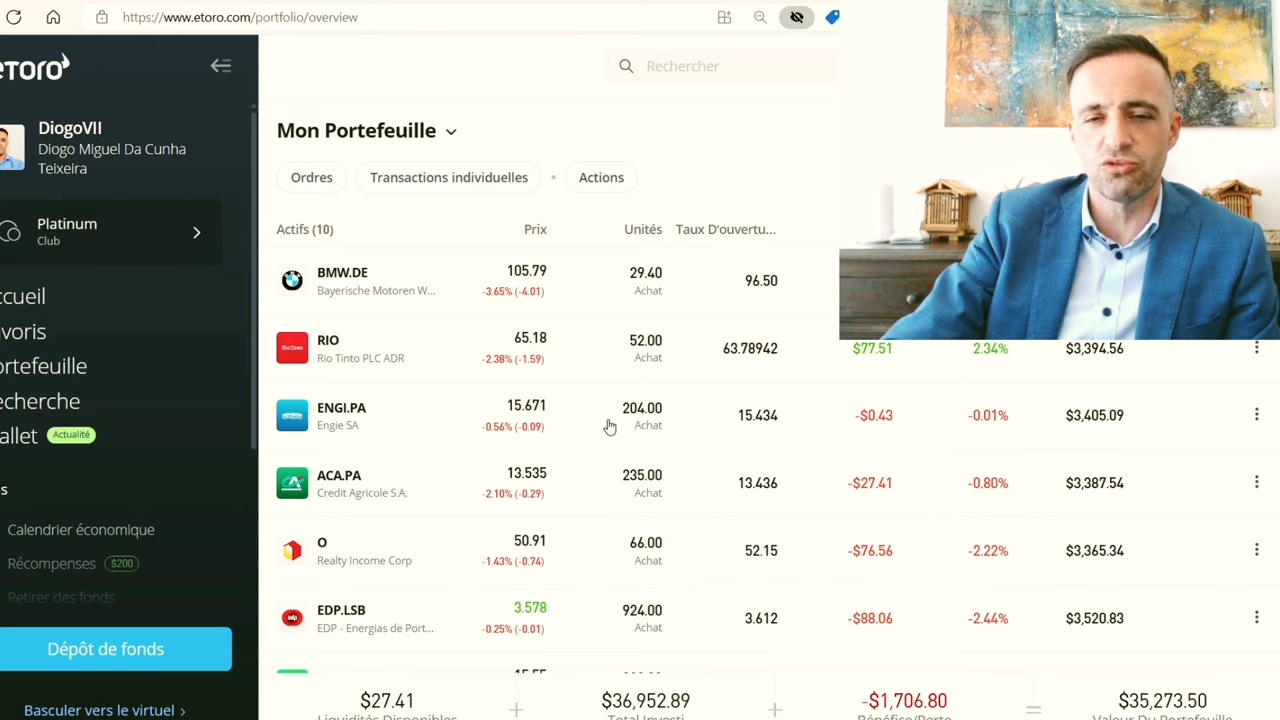 https://www.etoro.com/portfolio/overview
eTORO
Rechercher
DiogoVII
Diogo Miguel Da Cunha
Teixeira
Platinum
Club
ccueil
avoris
ortefeuille
echerche
allet Actualité
s
Calendrier économique
Récompenses $200
Retirer des fonds
Dépôt de fonds
Basculer vers le virtuel >
Mon Portefeuille
Ordres Transactions individuelles • Actions
Actifs (10) Prix Unités Taux D'ouvertu...
BMW.DE 105.79 29.40 96.50
Bayerische Motoren W... -3.65% (-4.01) Achat
RIO 65.18 52.00 63.78942 $77.51 2.34% $3,394.56
Rio Tinto PLC ADR -2.38% (-1.59) Achat
ENGI.PA 15.671 204.00 15.434 -$0.43 -0.01% $3,405.09
Engie SA -0.56% (-0.09) Achat
ACA.PA 13.535 235.00 13.436 -$27.41 -0.80% $3,387.54
Credit Agricole S.A. -2.10% (-0.29) Achat
O 50.91 66.00 52.15 -$76.56 -2.22% $3,365.34
Realty Income Corp -1.43% (-0.74) Achat
EDP.LSB 3.578 924.00 3.612 -$88.06 -2.44% $3,520.83
EDP - Energias de Port... -0.25% (-0.01) Achat
$27.41 + $36,952.89 + -$1,706.80 = $35,273.50
Liquidités Disponibles Total Investi Bénéfice/Perte Valeur Du Portefeuille